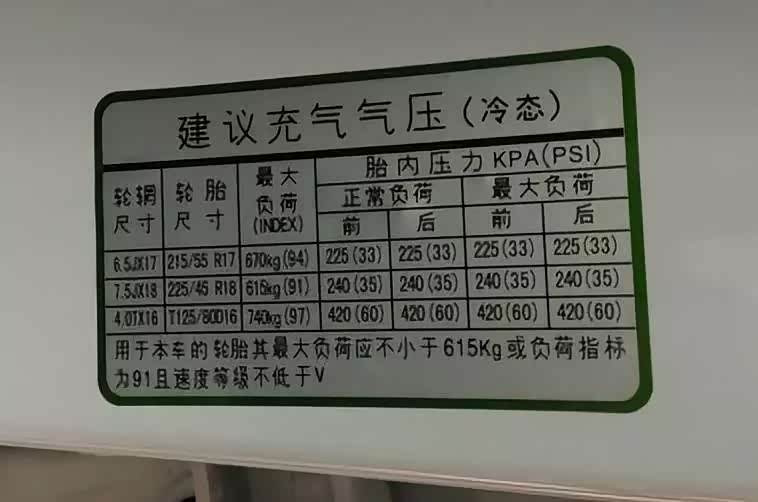 建议充气气压(冷态)
轮辋尺寸 轮胎尺寸 最大负荷(INDEX) 胎内压力 KPA(PSI)
正常负荷 最大负荷
前 后 前 后
6.5JX17 215/55 R17 670kg(94) 225(33) 225(33) 225(33) 225(33)
7.5JX18 225/45 R18 615kg(91) 240(35) 240(35) 240(35) 240(35)
4.0TX16 T125/80D16 740kg(97) 420(60) 420(60) 420(60) 420(60)
用于本车的轮胎其最大负荷应不小于615Kg或负荷指标
为91且速度等级不低于V